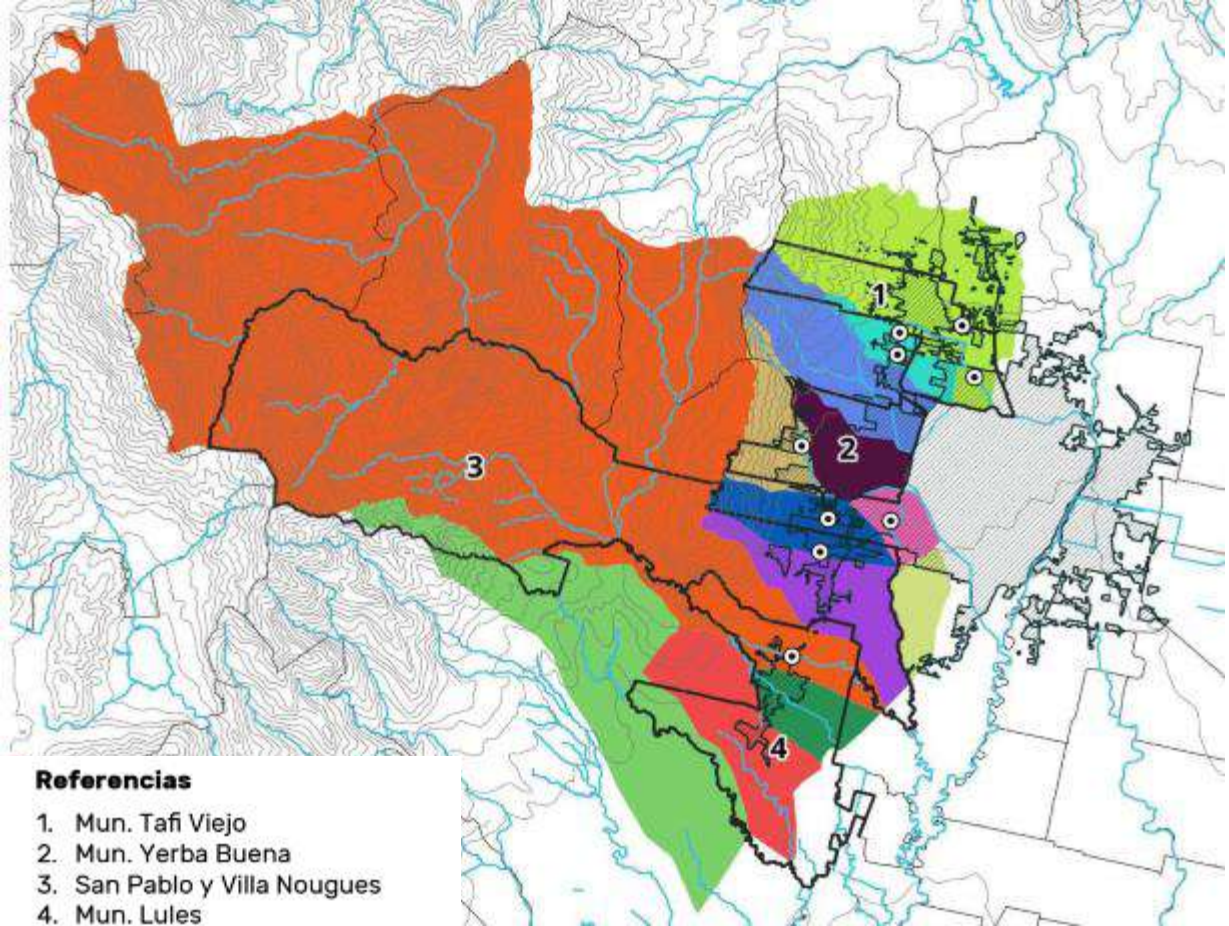 1
2
3
4
Referencias
1. Mun. Tafi Viejo
2. Mun. Yerba Buena
3. San Pablo y Villa Nougues
4. Mun. Lules